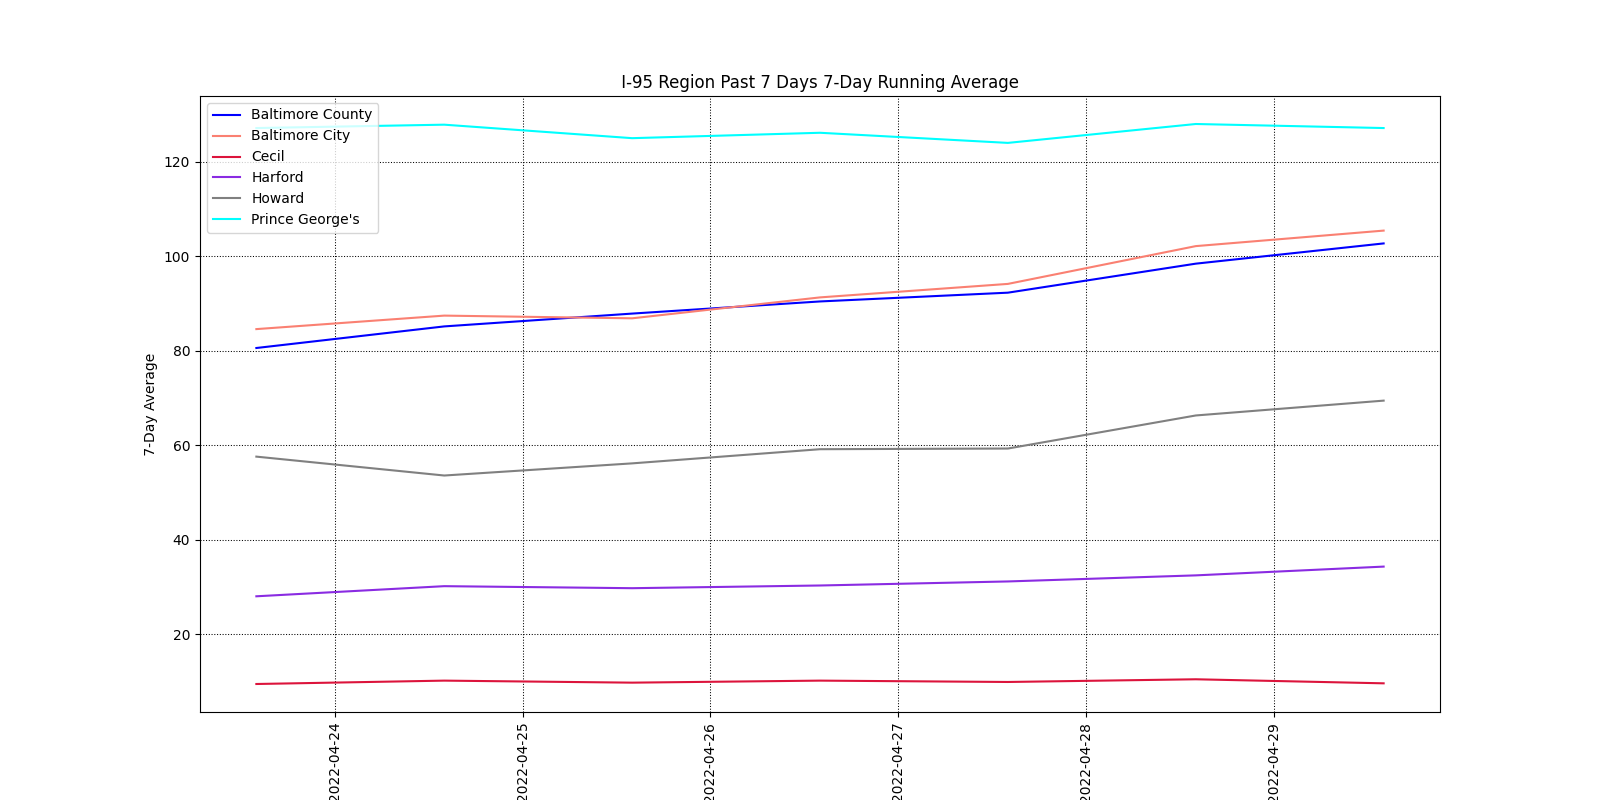 I-95 Region Past 7 Days 7-Day Running Average
Baltimore County
Baltimore City
Cecil
Harford
Howard
Prince George's
7-Day Average
120
100
80
60
40
20
2022-04-24
2022-04-25
2022-04-26
2022-04-27
2022-04-28
2022-04-29